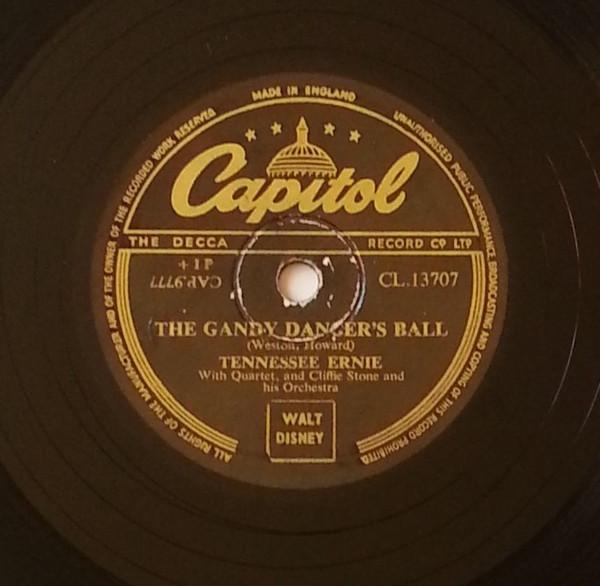 MADE IN ENGLAND
ALL RIGHTS OF THE MANUFACTURER AND OF THE OWNER OF THE RECORDED WORK RESERVED
UNAUTHORISED PUBLIC PERFORMANCE BROADCASTING AND COPYING OF THIS RECORD PROHIBITED
Capitol
THE DECCA RECORD CO LTD
+ I P
CAP.9777
CL.13707
THE GANDY DANCER'S BALL
(Weston, Howard)
TENNESSEE ERNIE
With Quartet, and Cliffie Stone and
his Orchestra
WALT
DISNEY